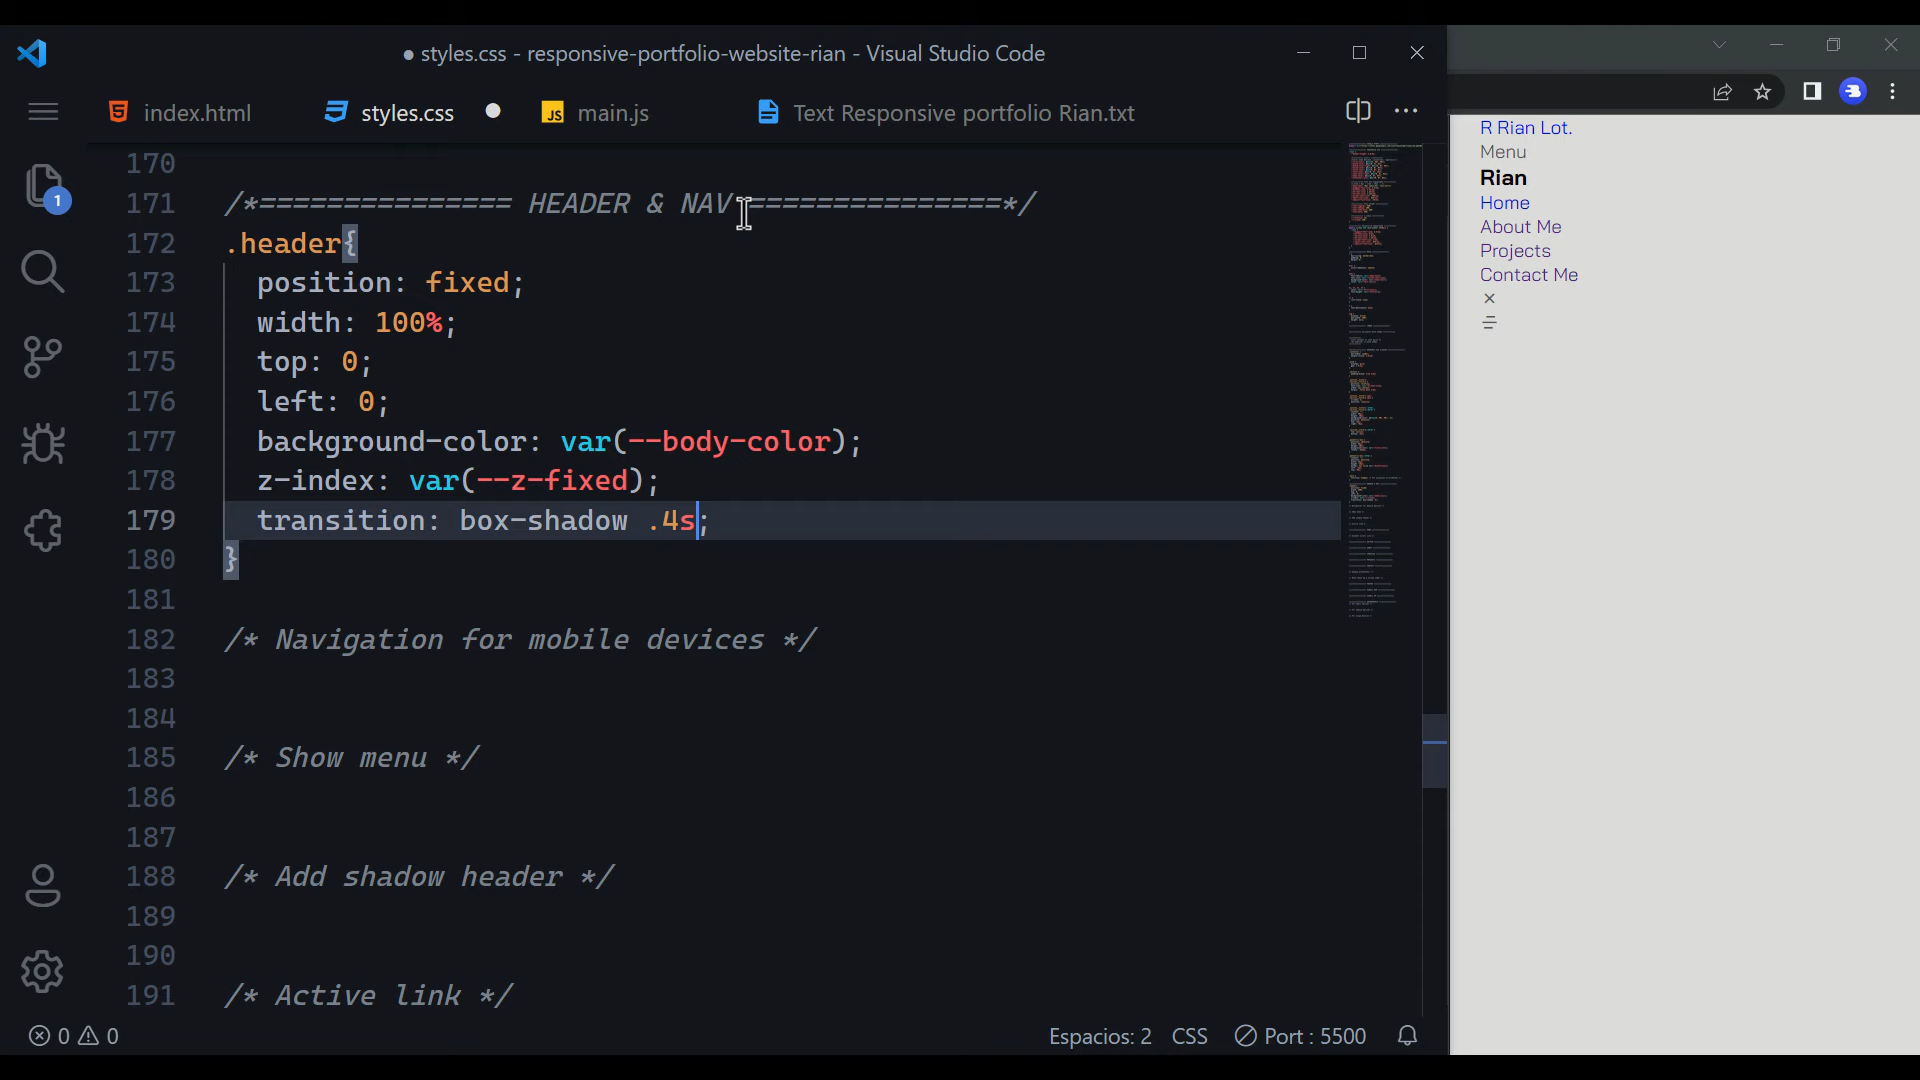 ● styles.css - responsive-portfolio-website-rian - Visual Studio Code
index.html
styles.css
JS main.js
Text Responsive portfolio Rian.txt
1
170
171 /*=============== HEADER & NAV ===============*/
172 .header{
173 position: fixed;
174 width: 100%;
175 top: 0;
176 left: 0;
177 background-color: var(--body-color);
178 z-index: var(--z-fixed);
179 transition: box-shadow .4s;
180 }
181
182 /* Navigation for mobile devices */
183
184
185 /* Show menu */
186
187
188 /* Add shadow header */
189
190
191 /* Active link */
0 0
Espacios: 2 CSS Port : 5500
R Rian Lot.
Menu
Rian
Home
About Me
Projects
Contact Me